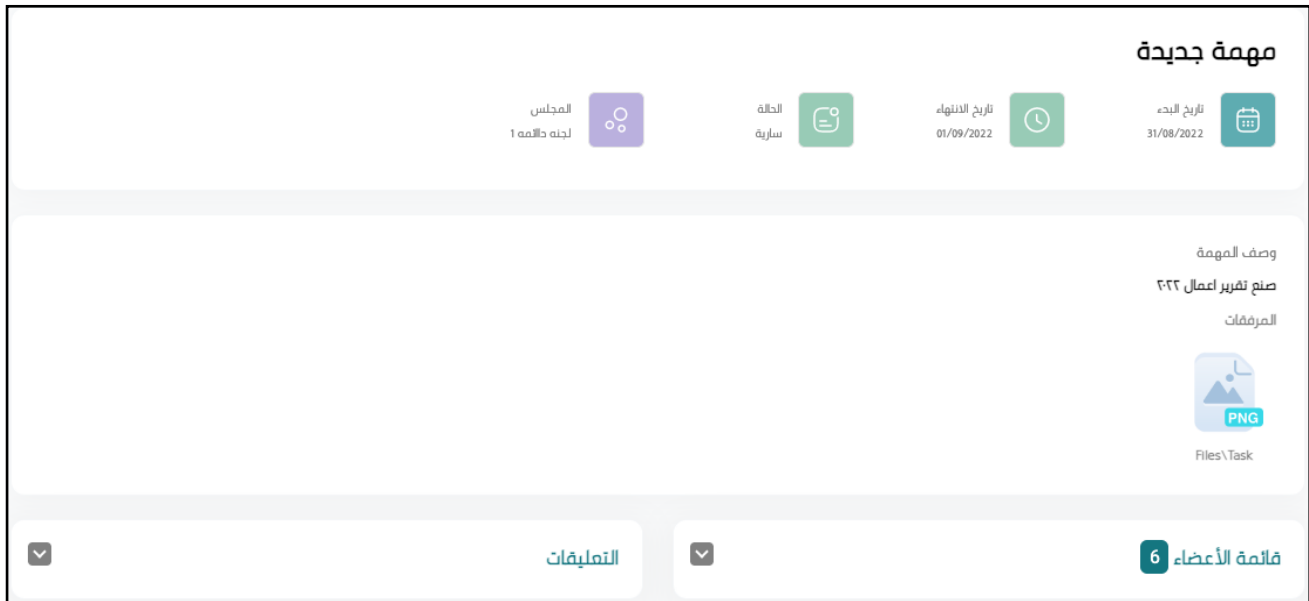 مهمة جديدة
تاريخ البدء
31/08/2022
تاريخ الانتهاء
01/09/2022
الحالة
سارية
المجلس
لجنه دائمه 1
وصف المهمة
صنع تقرير اعمال ٢٠٢٢
المرفقات
PNG
Files\Task
قائمة الأعضاء 6
التعليقات